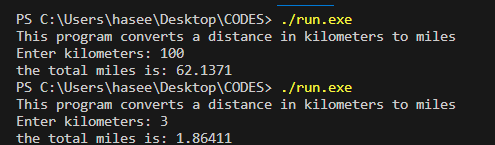 PS C:\Users\hasee\Desktop\CODES> ./run.exe
This program converts a distance in kilometers to miles
Enter kilometers: 100
the total miles is: 62.1371
PS C:\Users\hasee\Desktop\CODES> ./run.exe
This program converts a distance in kilometers to miles
Enter kilometers: 3
the total miles is: 1.86411